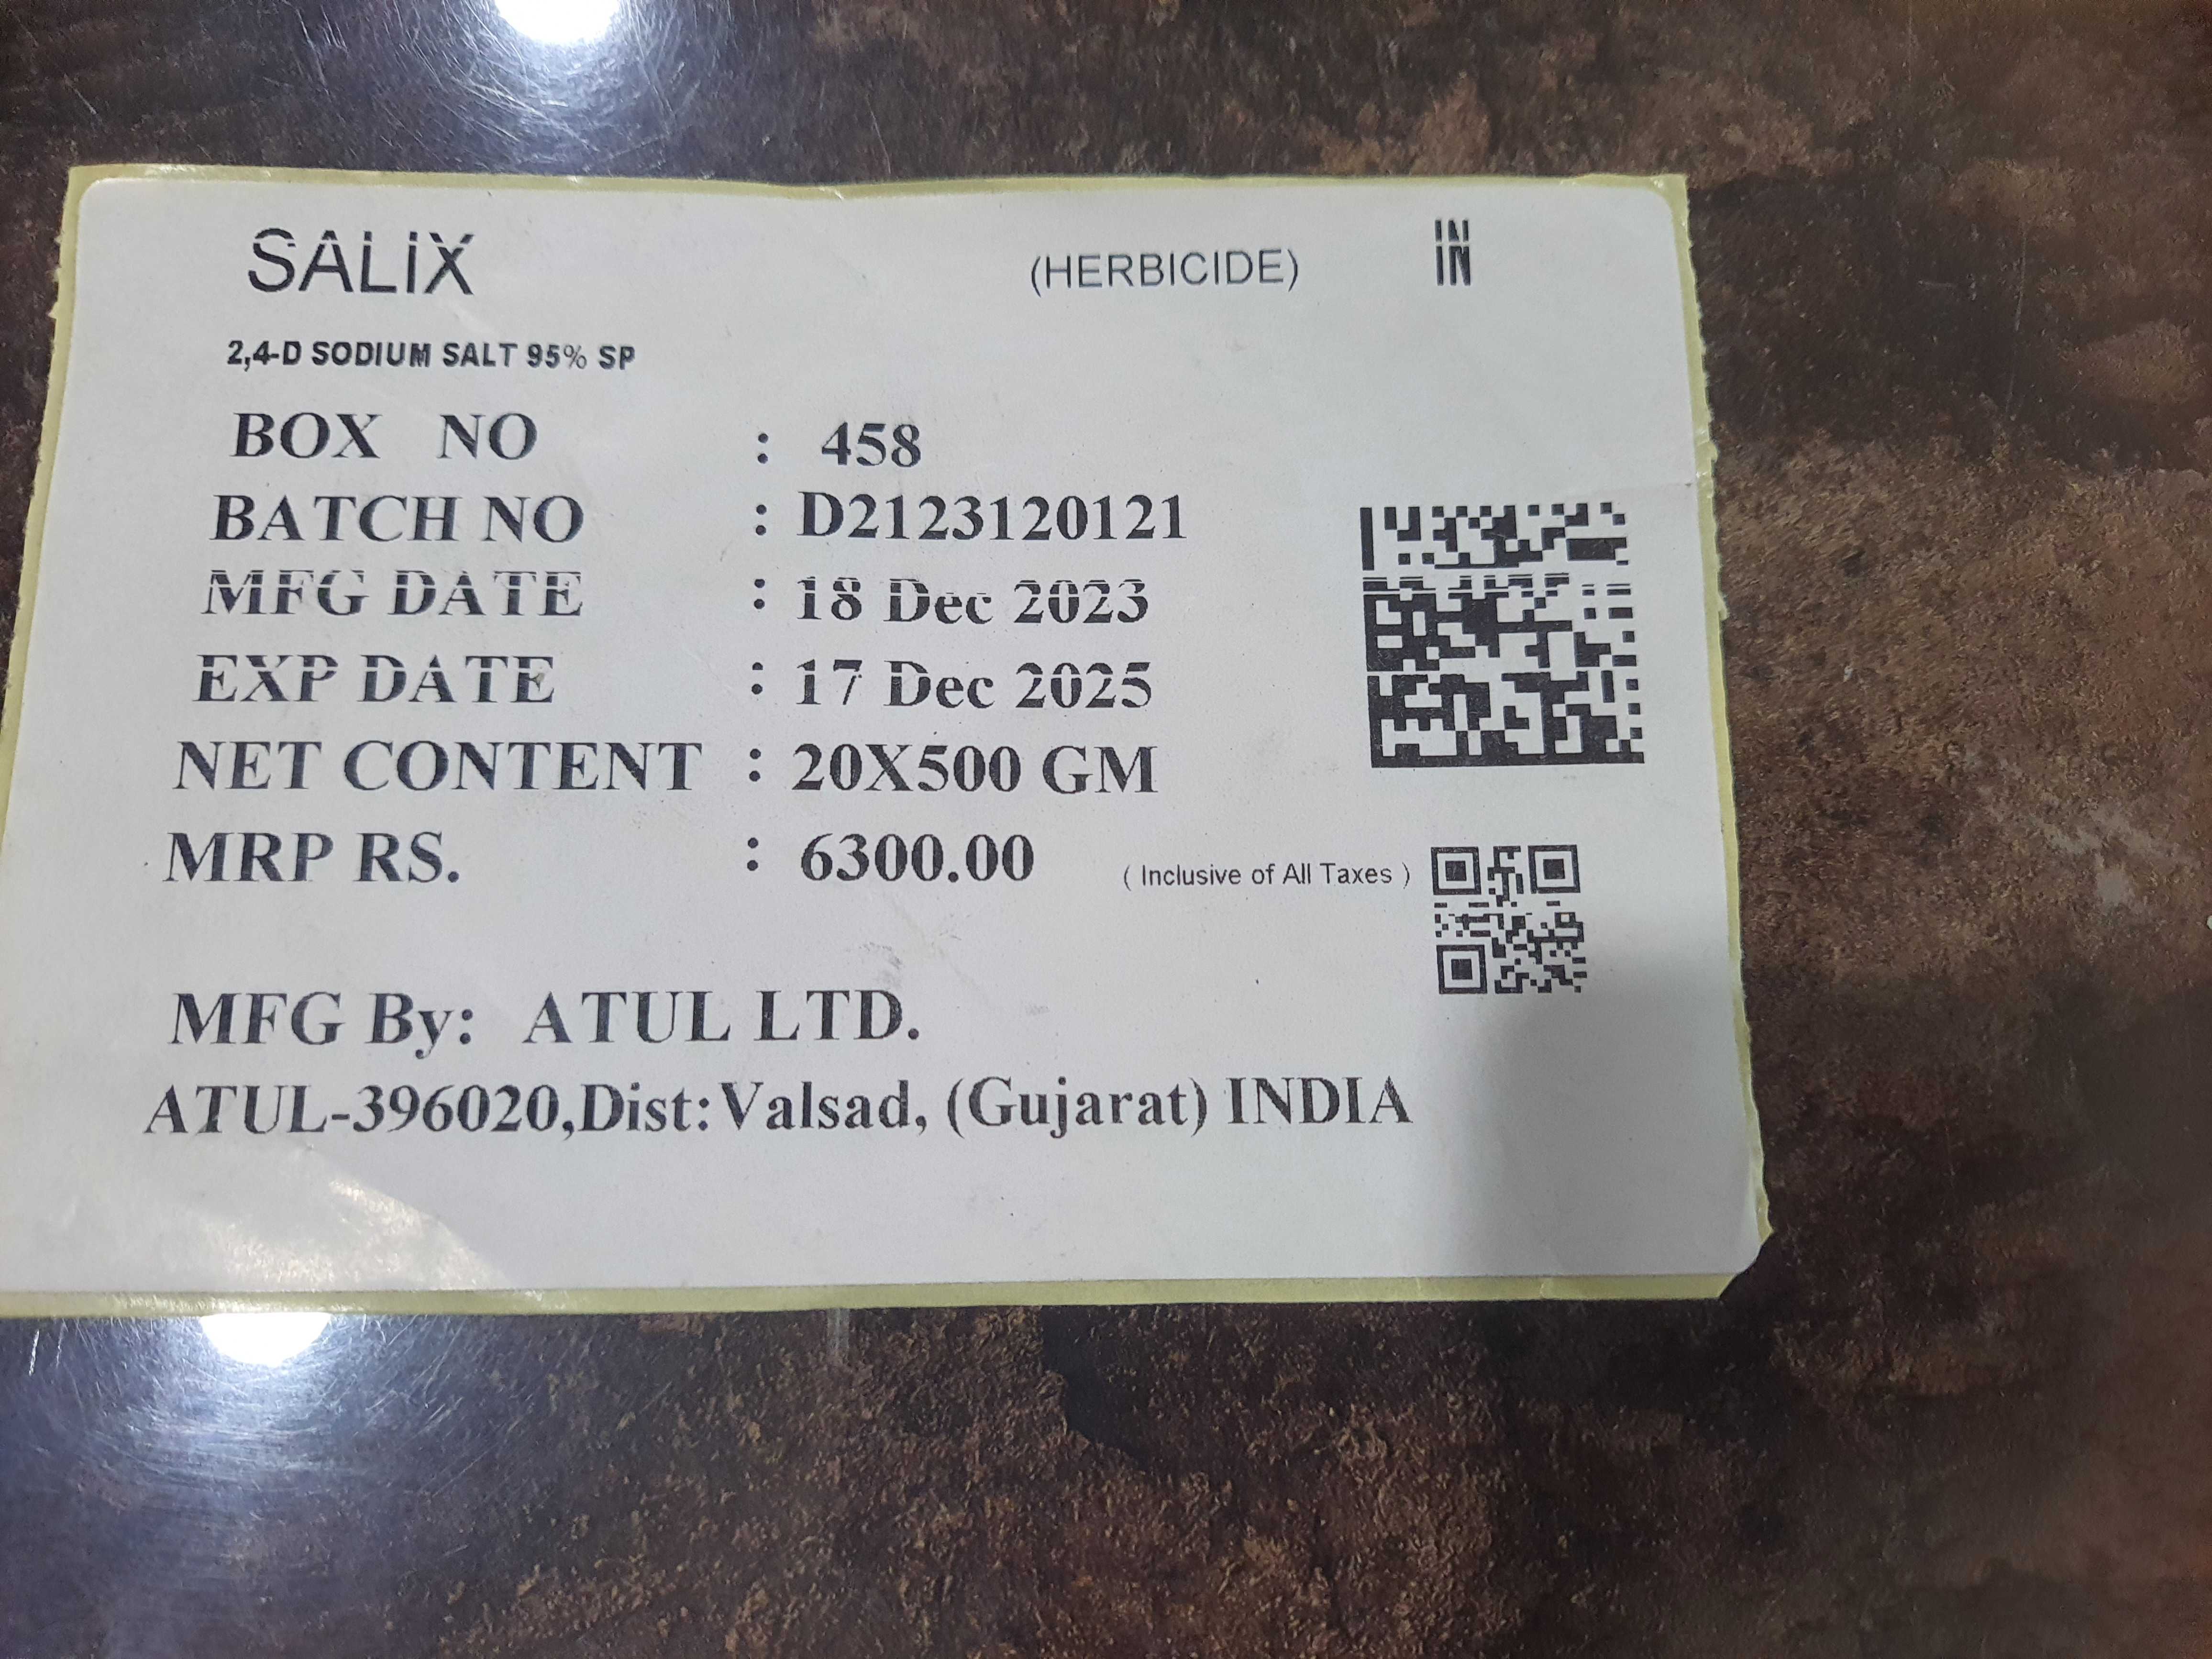 SALIX (HERBICIDE) IN
2,4-D SODIUM SALT 95% SP
BOX NO : 458
BATCH NO : D2123120121
MFG DATE : 18 Dec 2023
EXP DATE : 17 Dec 2025
NET CONTENT : 20X500 GM
MRP RS. : 6300.00 ( Inclusive of All Taxes )
MFG By: ATUL LTD.
ATUL-396020,Dist:Valsad, (Gujarat) INDIA